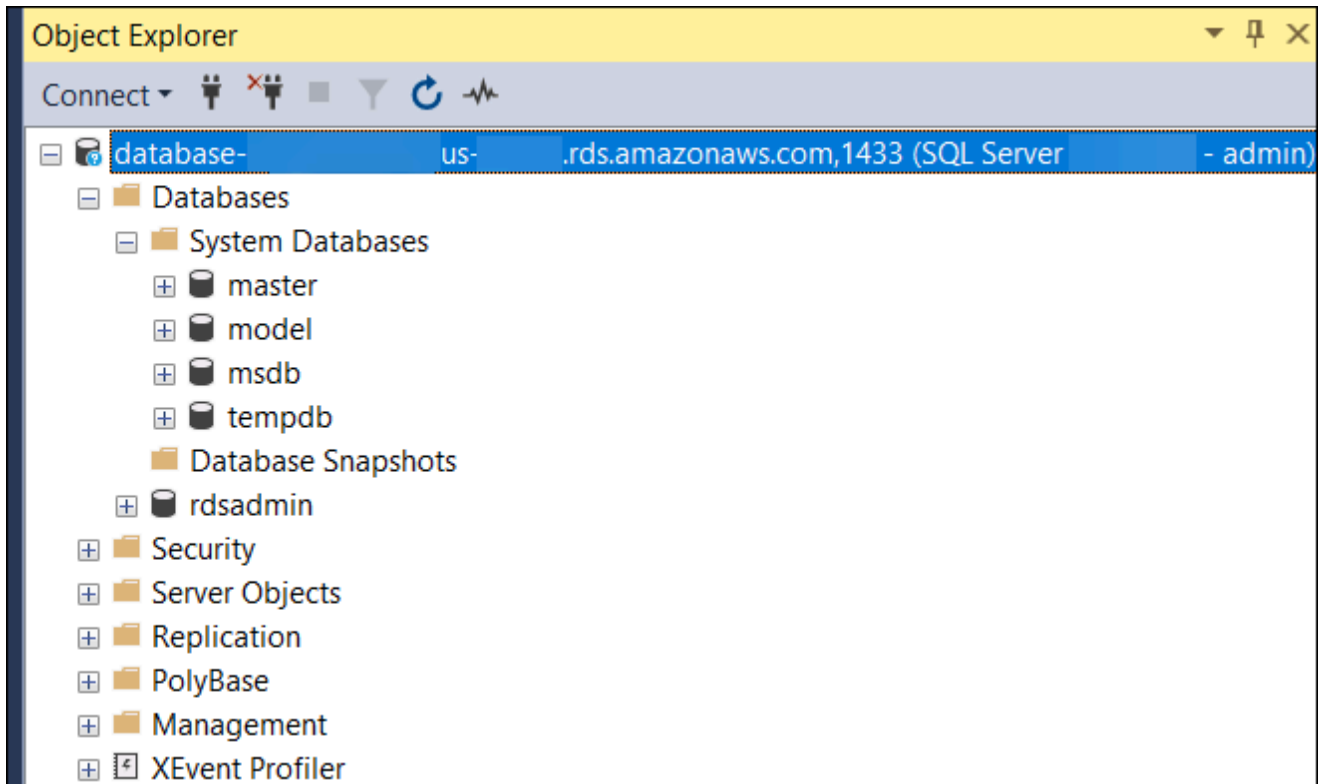 Object Explorer
Connect
database- us- .rds.amazonaws.com,1433 (SQL Server - admin)
Databases
System Databases
master
model
msdb
tempdb
Database Snapshots
rdsadmin
Security
Server Objects
Replication
PolyBase
Management
XEvent Profiler